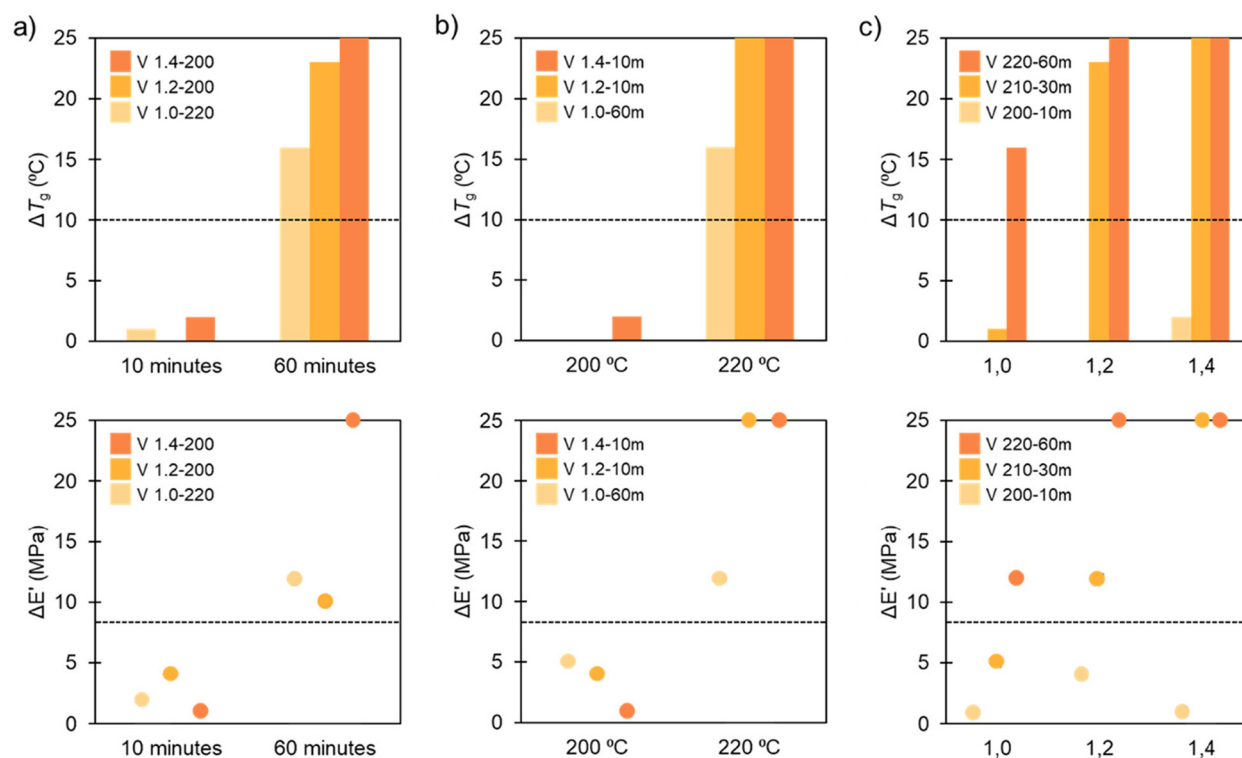 a)
25
20
15
10
5
0
ΔTg (ºC)
V 1.4-200
V 1.2-200
V 1.0-220
10 minutes
60 minutes
b)
25
20
15
10
5
0
ΔTg (ºC)
V 1.4-10m
V 1.2-10m
V 1.0-60m
200 ºC
220 ºC
c)
25
20
15
10
5
0
ΔTg (ºC)
V 220-60m
V 210-30m
V 200-10m
1,0
1,2
1,4
25
20
15
10
5
0
ΔE' (MPa)
V 1.4-200
V 1.2-200
V 1.0-220
10 minutes
60 minutes
25
20
15
10
5
0
ΔE' (MPa)
V 1.4-10m
V 1.2-10m
V 1.0-60m
200 ºC
220 ºC
25
20
15
10
5
0
ΔE' (MPa)
V 220-60m
V 210-30m
V 200-10m
1,0
1,2
1,4